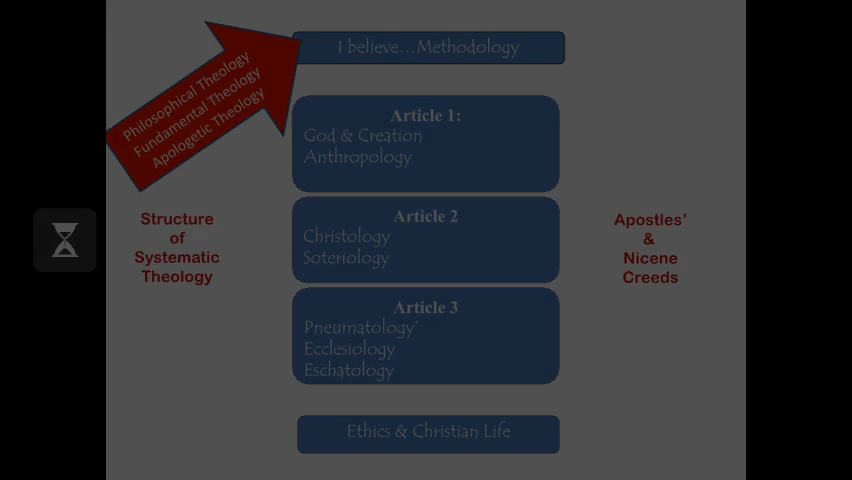 I believe…Methodology
Philosophical Theology
Fundamental Theology
Apologetic Theology
Article 1:
God & Creation
Anthropology
Structure
of
Systematic
Theology
Article 2
Christology
Soteriology
Apostles’
&
Nicene
Creeds
Article 3
Pneumatology´
Ecclesiology
Eschatology
Ethics & Christian Life